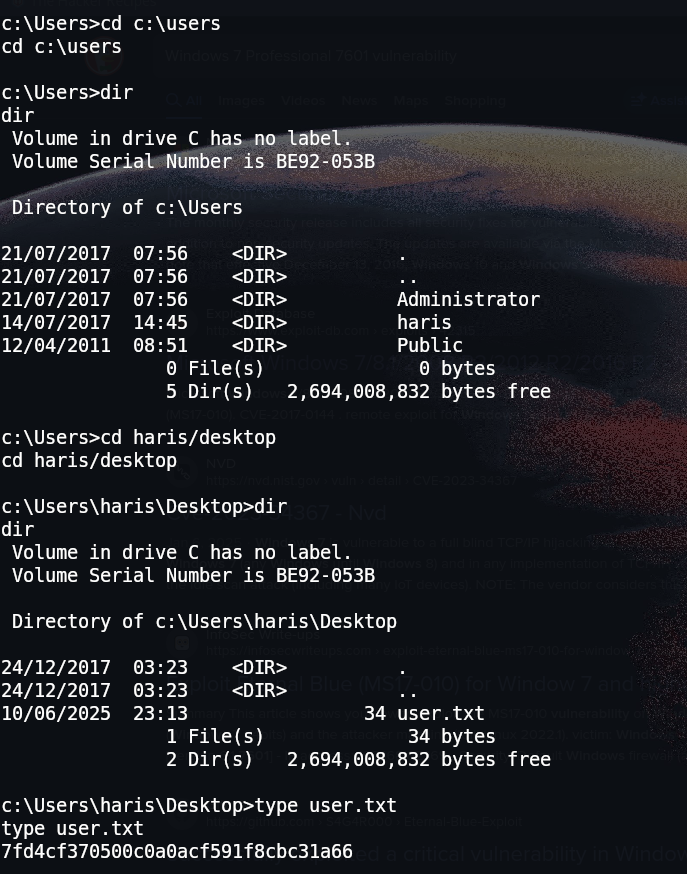 c:\Users>cd c:\users
cd c:\users
c:\Users>dir
dir
 Volume in drive C has no label.
 Volume Serial Number is BE92-053B
 Directory of c:\Users
21/07/2017  07:56    <DIR>          .
21/07/2017  07:56    <DIR>          ..
21/07/2017  07:56    <DIR>          Administrator
14/07/2017  14:45    <DIR>          haris
12/04/2011  08:51    <DIR>          Public
               0 File(s)              0 bytes
               5 Dir(s)   2,694,008,832 bytes free
c:\Users>cd haris/desktop
cd haris/desktop
c:\Users\haris\Desktop>dir
dir
 Volume in drive C has no label.
 Volume Serial Number is BE92-053B
 Directory of c:\Users\haris\Desktop
24/12/2017  03:23    <DIR>          .
24/12/2017  03:23    <DIR>          ..
10/06/2025  23:13                34 user.txt
               1 File(s)             34 bytes
               2 Dir(s)   2,694,008,832 bytes free
c:\Users\haris\Desktop>type user.txt
type user.txt
7fd4cf370500c0a0acf591f8cbc31a66